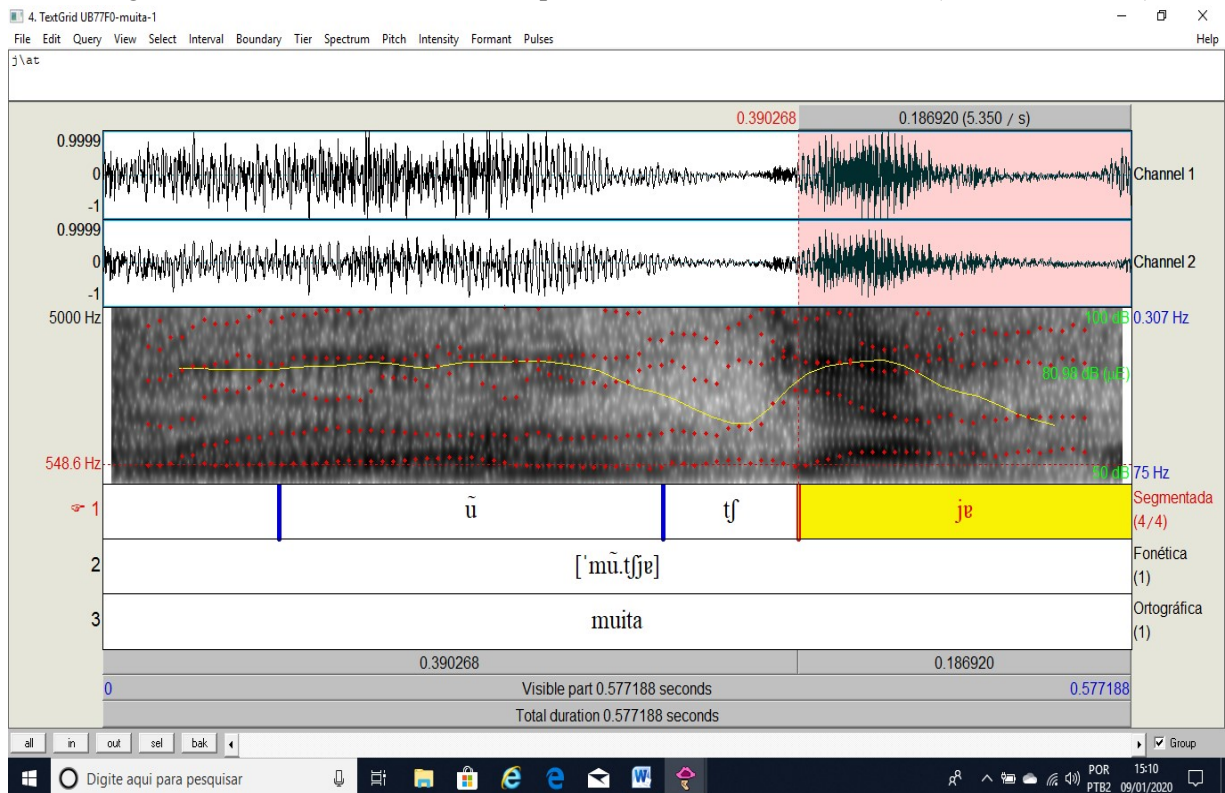 4. TextGrid UB77F0-muita-1
File Edit Query View Select Interval Boundary Tier Spectrum Pitch Intensity Formant Pulses Help
j\at
0.390268 0.186920 (5.350 / s)
0.9999
0
-1
Channel 1
0.9999
0
-1
Channel 2
5000 Hz
100 dB 0.307 Hz
80.98 dB (µE)
548.6 Hz
50 dB 75 Hz
1 ũ tʃ jɐ Segmentada (4/4)
2 [ˈmũ.tʃjɐ] Fonética (1)
3 muita Ortográfica (1)
0.390268 0.186920
0 Visible part 0.577188 seconds 0.577188
Total duration 0.577188 seconds
all in out sel bak Group
Digite aqui para pesquisar
POR 15:10
PTB2 09/01/2020